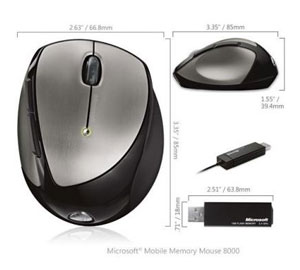 2.63" / 66.8mm
3.35" / 85mm
1.55" /
39.4mm
3.35" / 85mm
2.51" / 63.8mm
.71" / 18mm
Microsoft
Microsoft® Mobile Memory Mouse 8000